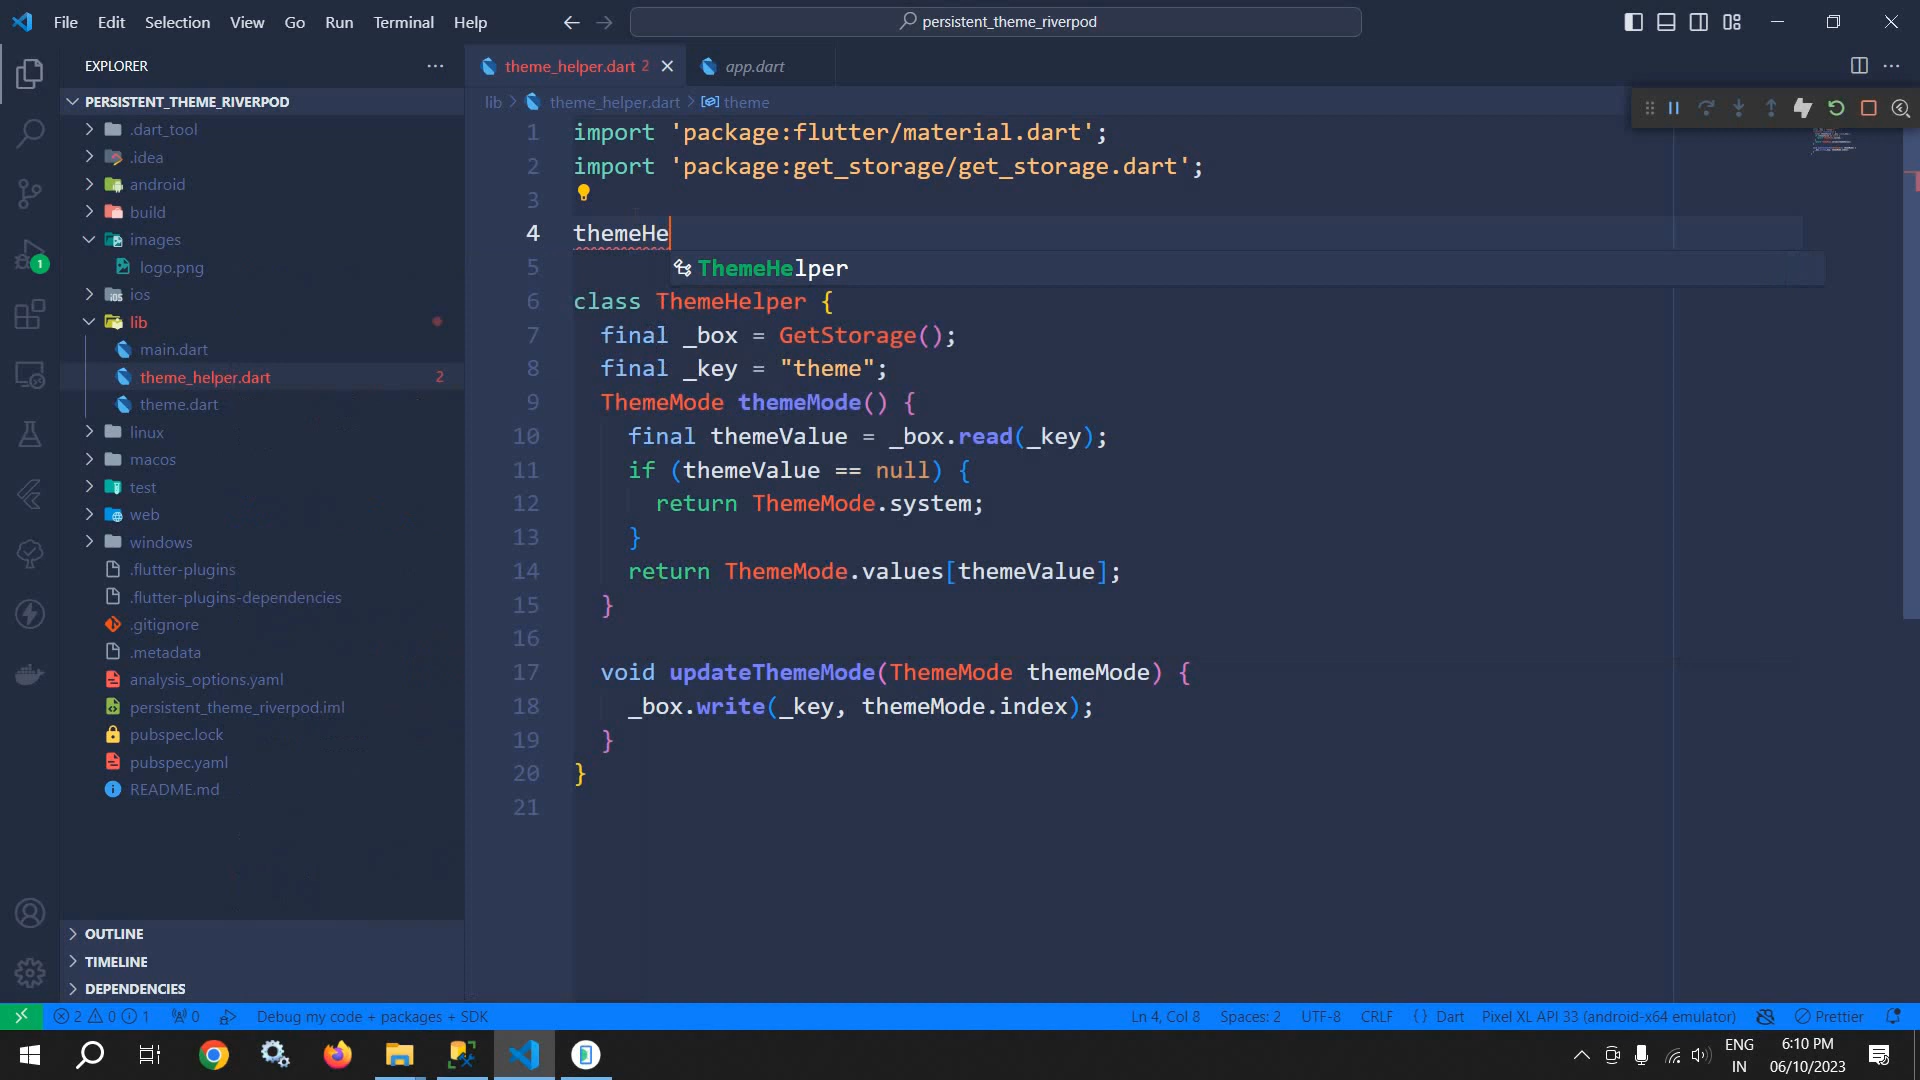 File Edit Selection View Go Run Terminal Help
persistent_theme_riverpod
EXPLORER
theme_helper.dart 2
app.dart
PERSISTENT_THEME_RIVERPOD
lib > theme_helper.dart > theme
.dart_tool
.idea
android
build
images
logo.png
ios
lib
main.dart
theme_helper.dart 2
theme.dart
linux
macos
test
web
windows
.flutter-plugins
.flutter-plugins-dependencies
.gitignore
.metadata
analysis_options.yaml
persistent_theme_riverpod.iml
pubspec.lock
pubspec.yaml
README.md
OUTLINE
TIMELINE
DEPENDENCIES
1
1 import 'package:flutter/material.dart';
2 import 'package:get_storage/get_storage.dart';
3
4 themeHe
ThemeHelper
5
6 class ThemeHelper {
7 final _box = GetStorage();
8 final _key = "theme";
9 ThemeMode themeMode() {
10 final themeValue = _box.read(_key);
11 if (themeValue == null) {
12 return ThemeMode.system;
13 }
14 return ThemeMode.values[themeValue];
15 }
16
17 void updateThemeMode(ThemeMode themeMode) {
18 _box.write(_key, themeMode.index);
19 }
20 }
21
2 0 1 0 Debug my code + packages + SDK Ln 4, Col 8 Spaces: 2 UTF-8 CRLF {} Dart Pixel XL API 33 (android-x64 emulator) Prettier
ENG
IN
6:10 PM
06/10/2023